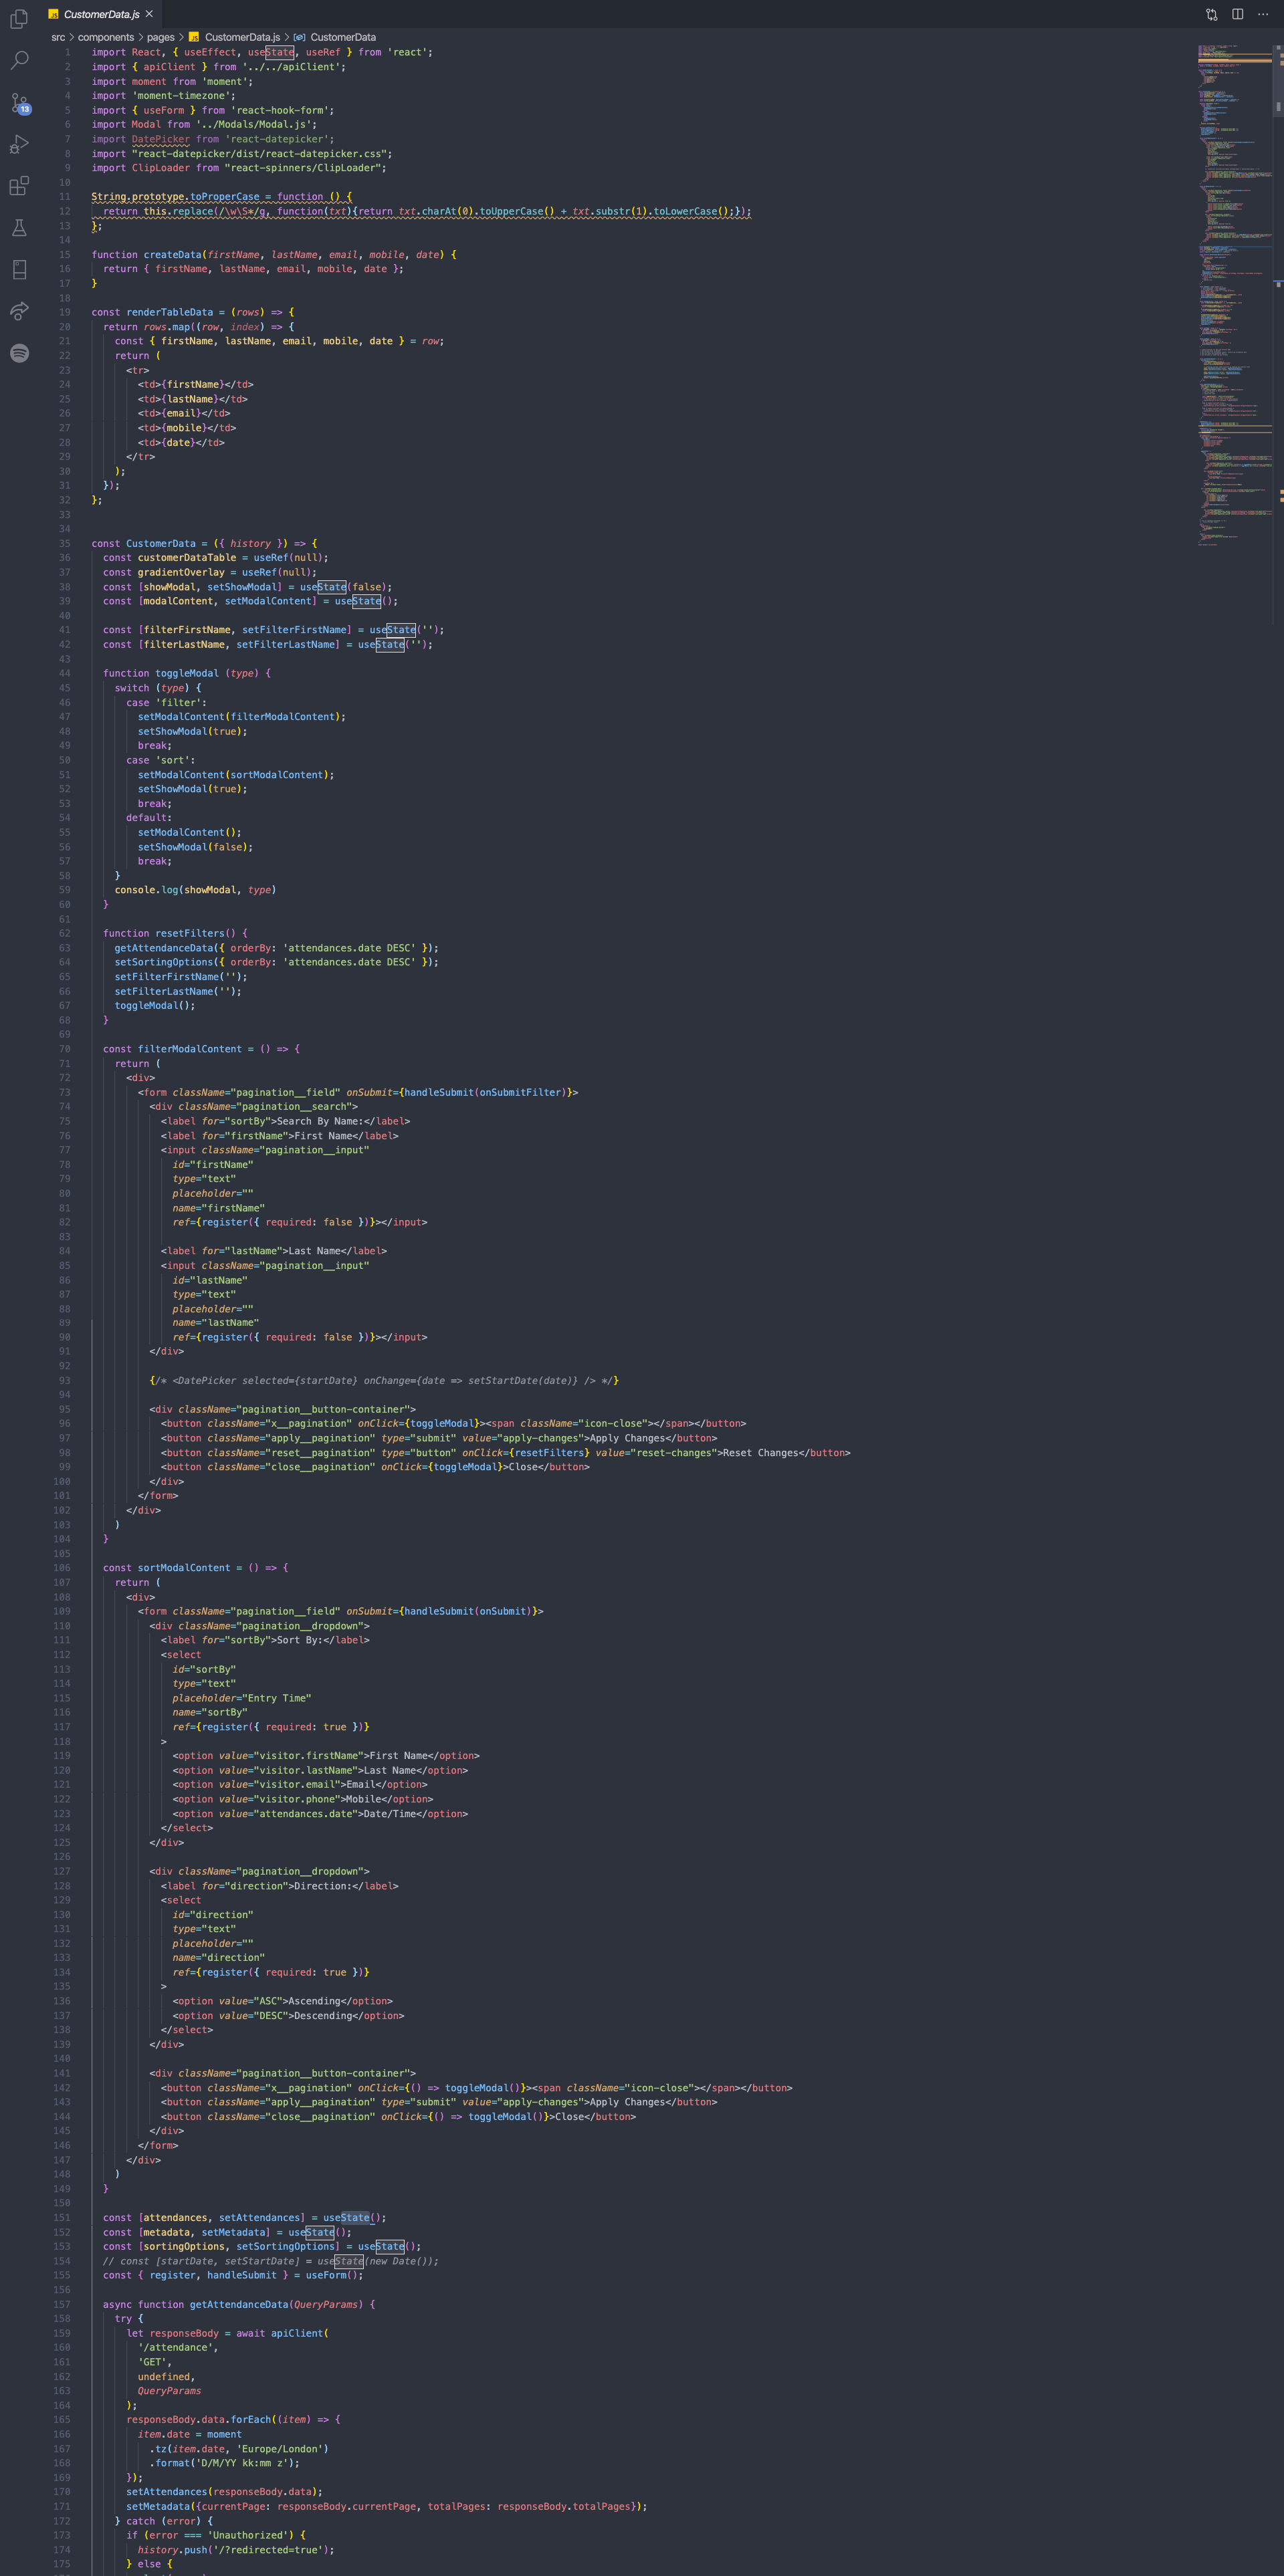 CustomerData.js
src > components > pages > CustomerData.js > CustomerData
13
1 import React, { useEffect, useState, useRef } from 'react';
2 import { apiClient } from '../../apiClient';
3 import moment from 'moment';
4 import 'moment-timezone';
5 import { useForm } from 'react-hook-form';
6 import Modal from '../Modals/Modal.js';
7 import DatePicker from 'react-datepicker';
8 import "react-datepicker/dist/react-datepicker.css";
9 import ClipLoader from "react-spinners/ClipLoader";
10
11 String.prototype.toProperCase = function () {
12 return this.replace(/\w\S*/g, function(txt){return txt.charAt(0).toUpperCase() + txt.substr(1).toLowerCase();});
13 };
14
15 function createData(firstName, lastName, email, mobile, date) {
16 return { firstName, lastName, email, mobile, date };
17 }
18
19 const renderTableData = (rows) => {
20 return rows.map((row, index) => {
21 const { firstName, lastName, email, mobile, date } = row;
22 return (
23 <tr>
24 <td>{firstName}</td>
25 <td>{lastName}</td>
26 <td>{email}</td>
27 <td>{mobile}</td>
28 <td>{date}</td>
29 </tr>
30 );
31 });
32 };
33
34
35 const CustomerData = ({ history }) => {
36 const customerDataTable = useRef(null);
37 const gradientOverlay = useRef(null);
38 const [showModal, setShowModal] = useState(false);
39 const [modalContent, setModalContent] = useState();
40
41 const [filterFirstName, setFilterFirstName] = useState('');
42 const [filterLastName, setFilterLastName] = useState('');
43
44 function toggleModal (type) {
45 switch (type) {
46 case 'filter':
47 setModalContent(filterModalContent);
48 setShowModal(true);
49 break;
50 case 'sort':
51 setModalContent(sortModalContent);
52 setShowModal(true);
53 break;
54 default:
55 setModalContent();
56 setShowModal(false);
57 break;
58 }
59 console.log(showModal, type)
60 }
61
62 function resetFilters() {
63 getAttendanceData({ orderBy: 'attendances.date DESC' });
64 setSortingOptions({ orderBy: 'attendances.date DESC' });
65 setFilterFirstName('');
66 setFilterLastName('');
67 toggleModal();
68 }
69
70 const filterModalContent = () => {
71 return (
72 <div>
73 <form className="pagination__field" onSubmit={handleSubmit(onSubmitFilter)}>
74 <div className="pagination__search">
75 <label for="sortBy">Search By Name:</label>
76 <label for="firstName">First Name</label>
77 <input className="pagination__input"
78 id="firstName"
79 type="text"
80 placeholder=""
81 name="firstName"
82 ref={register({ required: false })}></input>
83
84 <label for="lastName">Last Name</label>
85 <input className="pagination__input"
86 id="lastName"
87 type="text"
88 placeholder=""
89 name="lastName"
90 ref={register({ required: false })}></input>
91 </div>
92
93 {/* <DatePicker selected={startDate} onChange={date => setStartDate(date)} /> */}
94
95 <div className="pagination__button-container">
96 <button className="x__pagination" onClick={toggleModal}><span className="icon-close"></span></button>
97 <button className="apply__pagination" type="submit" value="apply-changes">Apply Changes</button>
98 <button className="reset__pagination" type="button" onClick={resetFilters} value="reset-changes">Reset Changes</button>
99 <button className="close__pagination" onClick={toggleModal}>Close</button>
100 </div>
101 </form>
102 </div>
103 )
104 }
105
106 const sortModalContent = () => {
107 return (
108 <div>
109 <form className="pagination__field" onSubmit={handleSubmit(onSubmit)}>
110 <div className="pagination__dropdown">
111 <label for="sortBy">Sort By:</label>
112 <select
113 id="sortBy"
114 type="text"
115 placeholder="Entry Time"
116 name="sortBy"
117 ref={register({ required: true })}
118 >
119 <option value="visitor.firstName">First Name</option>
120 <option value="visitor.lastName">Last Name</option>
121 <option value="visitor.email">Email</option>
122 <option value="visitor.phone">Mobile</option>
123 <option value="attendances.date">Date/Time</option>
124 </select>
125 </div>
126
127 <div className="pagination__dropdown">
128 <label for="direction">Direction:</label>
129 <select
130 id="direction"
131 type="text"
132 placeholder=""
133 name="direction"
134 ref={register({ required: true })}
135 >
136 <option value="ASC">Ascending</option>
137 <option value="DESC">Descending</option>
138 </select>
139 </div>
140
141 <div className="pagination__button-container">
142 <button className="x__pagination" onClick={() => toggleModal()}><span className="icon-close"></span></button>
143 <button className="apply__pagination" type="submit" value="apply-changes">Apply Changes</button>
144 <button className="close__pagination" onClick={() => toggleModal()}>Close</button>
145 </div>
146 </form>
147 </div>
148 )
149 }
150
151 const [attendances, setAttendances] = useState();
152 const [metadata, setMetadata] = useState();
153 const [sortingOptions, setSortingOptions] = useState();
154 // const [startDate, setStartDate] = useState(new Date());
155 const { register, handleSubmit } = useForm();
156
157 async function getAttendanceData(QueryParams) {
158 try {
159 let responseBody = await apiClient(
160 '/attendance',
161 'GET',
162 undefined,
163 QueryParams
164 );
165 responseBody.data.forEach((item) => {
166 item.date = moment
167 .tz(item.date, 'Europe/London')
168 .format('D/M/YY kk:mm z');
169 });
170 setAttendances(responseBody.data);
171 setMetadata({currentPage: responseBody.currentPage, totalPages: responseBody.totalPages});
172 } catch (error) {
173 if (error === 'Unauthorized') {
174 history.push('/?redirected=true');
175 } else {